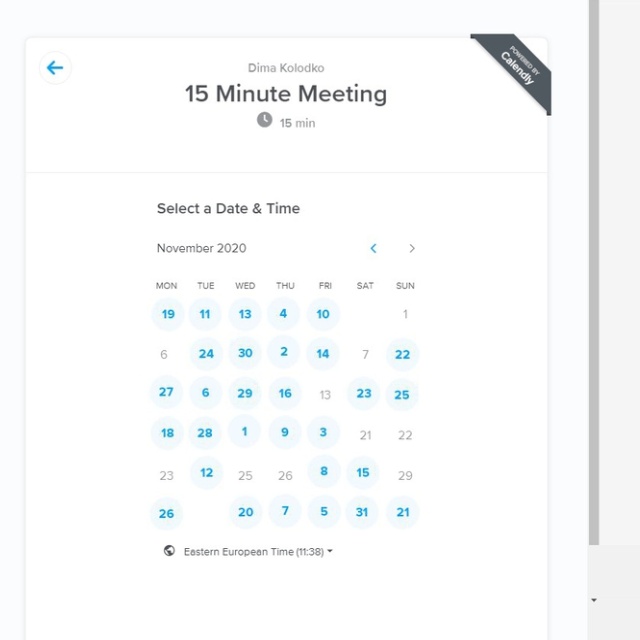 POWERED BY
Calendly
Dima Kolodko
15 Minute Meeting
15 min
Select a Date & Time
November 2020
MON TUE WED THU FRI SAT SUN
19 11 13 4 10 1
6 24 30 2 14 7 22
27 6 29 16 13 23 25
18 28 1 9 3 21 22
23 12 25 26 8 15 29
26 20 7 5 31 21
Eastern European Time (11:38)